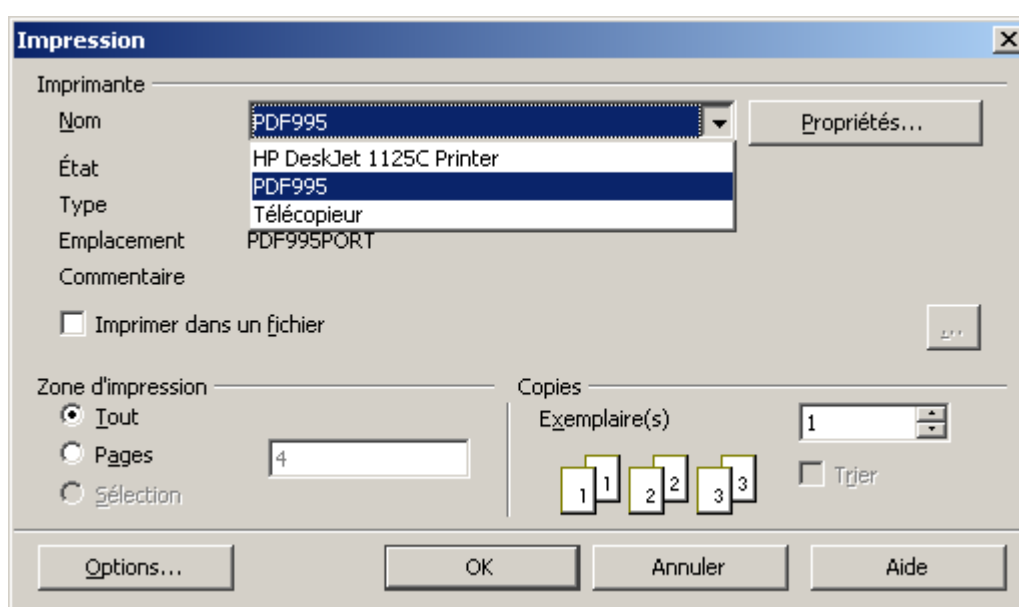 Impression
Imprimante
Nom
PDF995
Propriétés...
HP DeskJet 1125C Printer
État
PDF995
Type
Télécopieur
Emplacement PDF995PORT
Commentaire
Imprimer dans un fichier
...
Zone d'impression
Tout
Pages 4
Sélection
Copies
Exemplaire(s) 1
1 1 2 2 3 3
Trier
Options... OK Annuler Aide